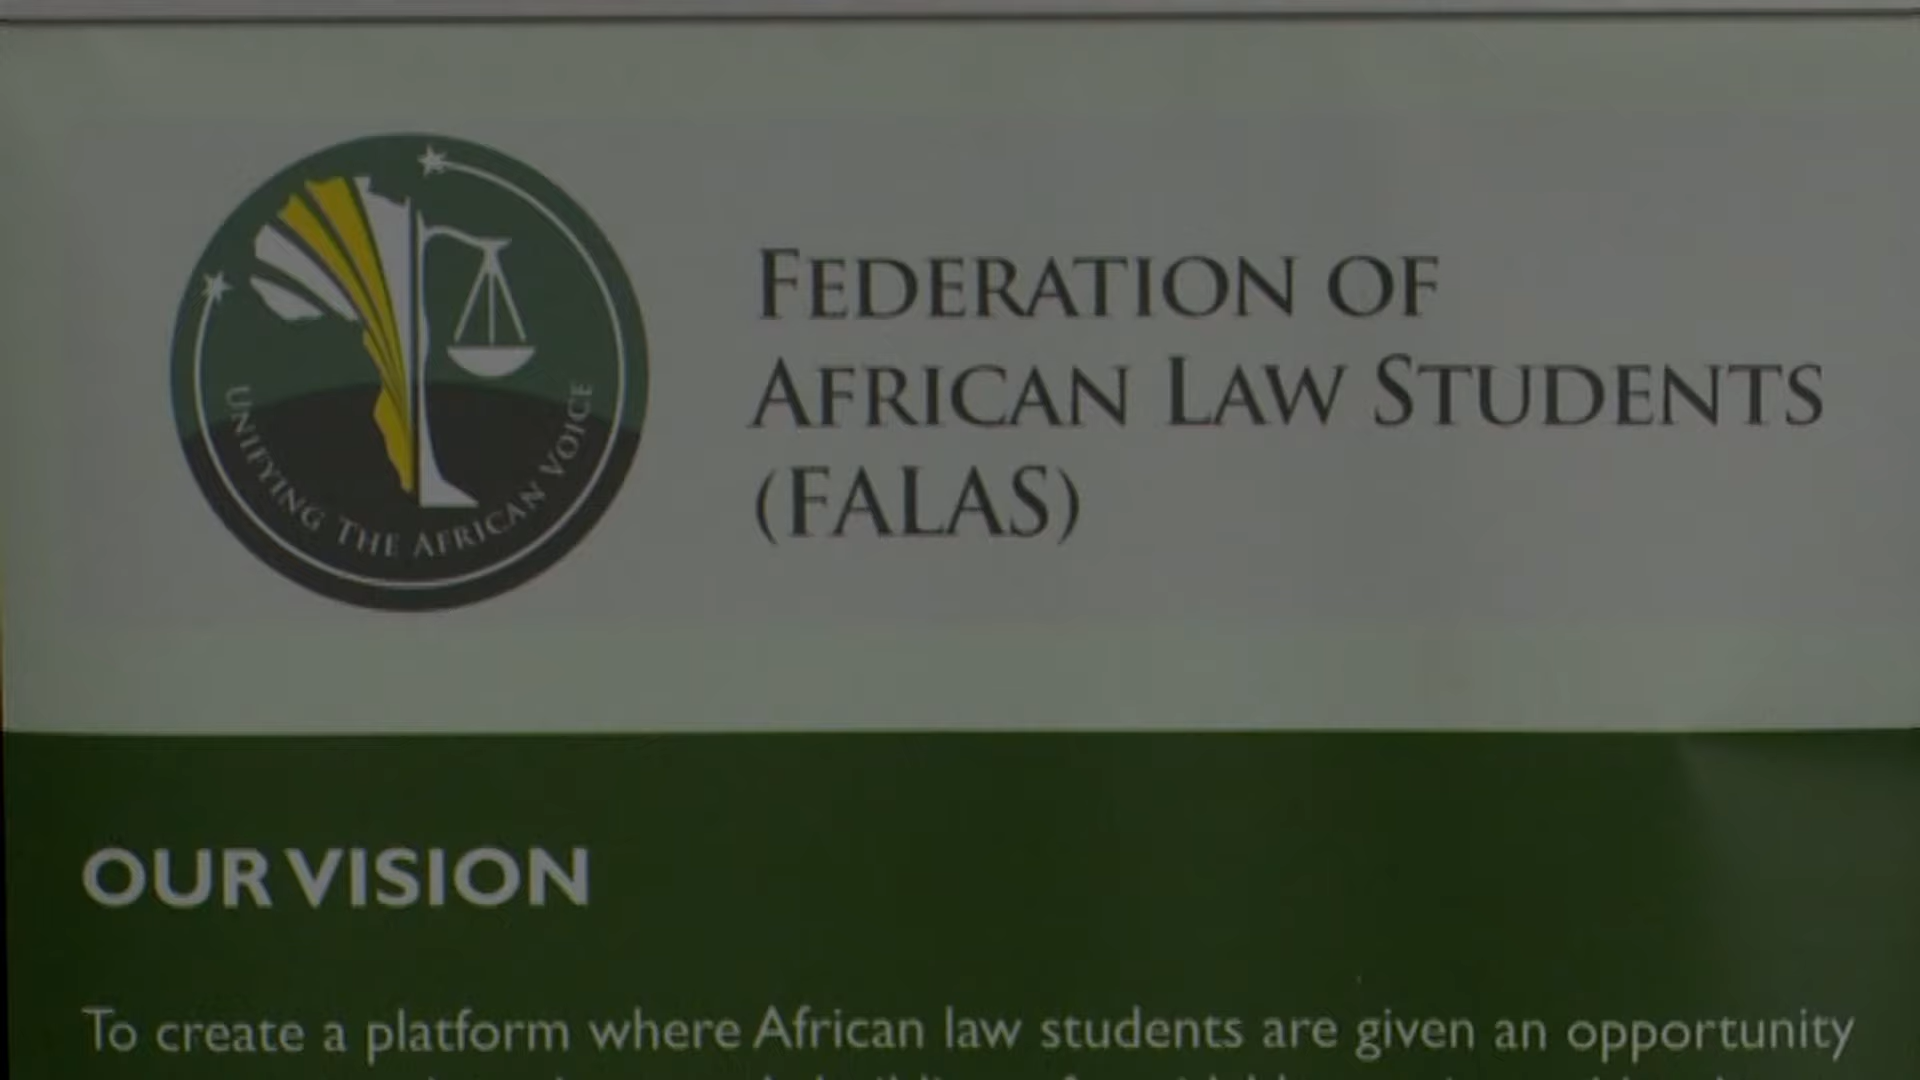 UNIFYING THE AFRICAN VOICE
FEDERATION OF
AFRICAN LAW STUDENTS
(FALAS)
OUR VISION
To create a platform where African law students are given an opportunity